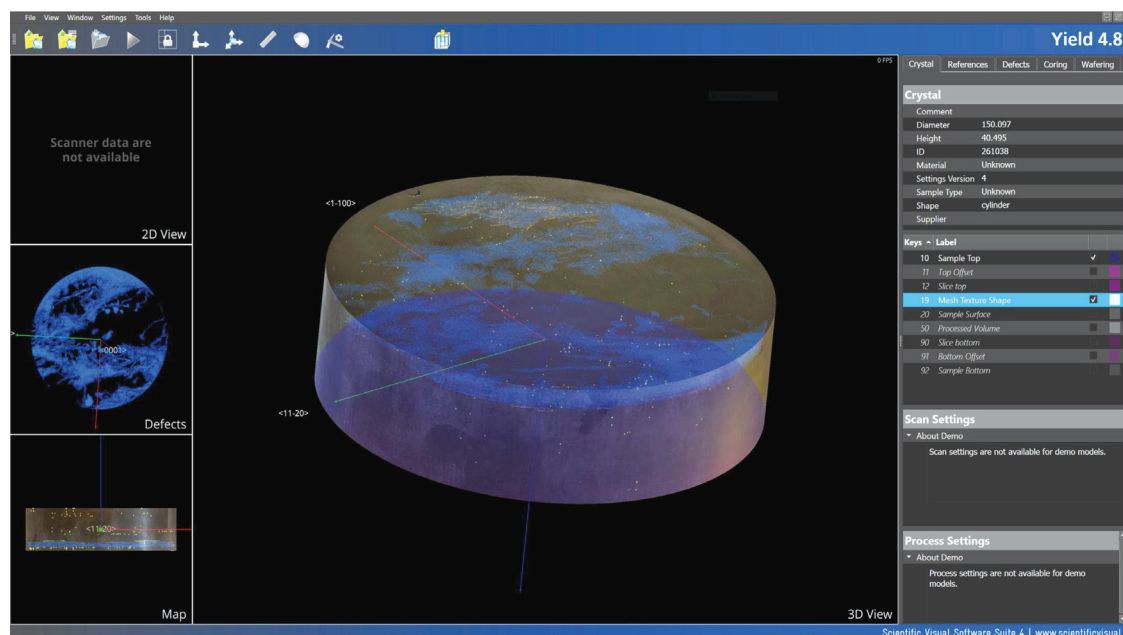 File View Window Settings Tools Help
Yield 4.8
Scanner data are
not available
2D View
<0001>
Defects
<11-20>
Map
0 FPS
<1-100>
<11-20>
3D View
Crystal References Defects Coring Wafering
Crystal
Comment
Diameter 150.097
Height 40.495
ID 261038
Material Unknown
Settings Version 4
Sample Type Unknown
Shape cylinder
Supplier
Keys Label
10 Sample Top
11 Top Offset
12 Slice top
19 Mesh Texture Shape
20 Sample Surface
50 Processed Volume
90 Slice bottom
91 Bottom Offset
92 Sample Bottom
Scan Settings
About Demo
Scan settings are not available for demo models.
Process Settings
About Demo
Process settings are not available for demo
models.
Scientific Visual Software Suite 4 | www.scientificvisual